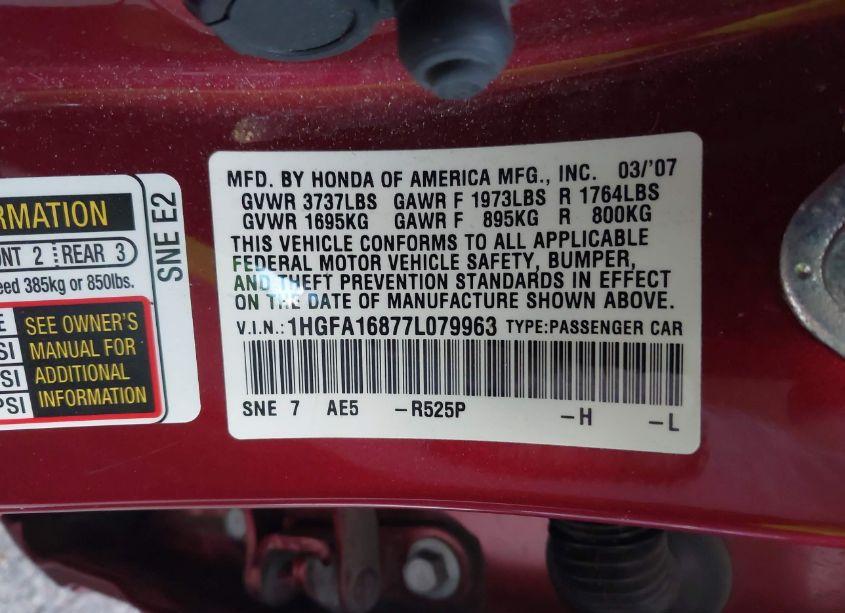 MFD. BY HONDA OF AMERICA MFG., INC. 03/'07
GVWR 3737LBS GAWR F 1973LBS R 1764LBS
GVWR 1695KG GAWR F 895KG R 800KG
THIS VEHICLE CONFORMS TO ALL APPLICABLE
FEDERAL MOTOR VEHICLE SAFETY, BUMPER,
AND THEFT PREVENTION STANDARDS IN EFFECT
ON THE DATE OF MANUFACTURE SHOWN ABOVE.
V.I.N.: 1HGFA16877L079963 TYPE:PASSENGER CAR
SNE 7 AE5 -R525P -H -L
RMATION
NT 2 REAR 3
eed 385kg or 850lbs.
SNE E2
E SEE OWNER'S
SI MANUAL FOR
SI ADDITIONAL
PSI INFORMATION